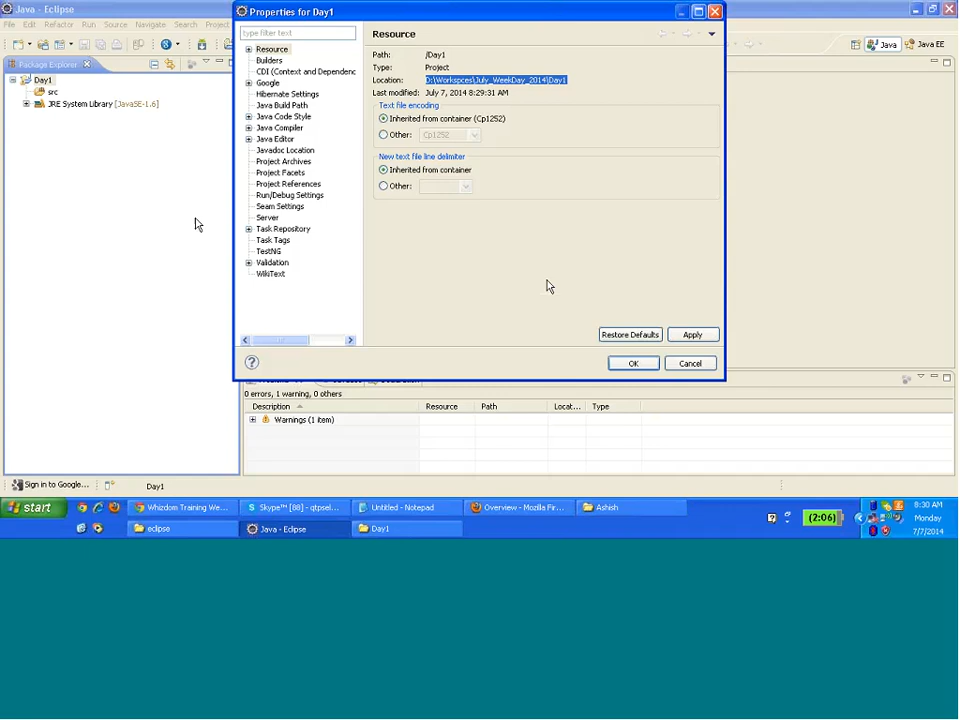 Java - Eclipse
File Edit Refactor Run Source Navigate Search Project
Java
Java EE
Package Explorer
Day1
src
JRE System Library [JavaSE-1.6]
Properties for Day1
type filter text
Resource
Builders
CDI (Context and Dependenc
Google
Hibernate Settings
Java Build Path
Java Code Style
Java Compiler
Java Editor
Javadoc Location
Project Archives
Project Facets
Project References
Run/Debug Settings
Seam Settings
Server
Task Repository
Task Tags
TestNG
Validation
WikiText
Resource
Path: /Day1
Type: Project
Location: D:\Workspces\July_WeekDay_2014\Day1
Last modified: July 7, 2014 8:29:31 AM
Text file encoding
Inherited from container (Cp1252)
Other: Cp1252
New text file line delimiter
Inherited from container
Other:
Restore Defaults Apply
OK Cancel
0 errors, 1 warning, 0 others
Description Resource Path Locat... Type
Warnings (1 item)
Sign in to Google...
Day1
start
Whizdom Training We...
Skype™ [88] - qtpsel...
Untitled - Notepad
Overview - Mozilla Fir...
Ashish
eclipse
Java - Eclipse
Day1
(2:06)
8:30 AM
Monday
7/7/2014